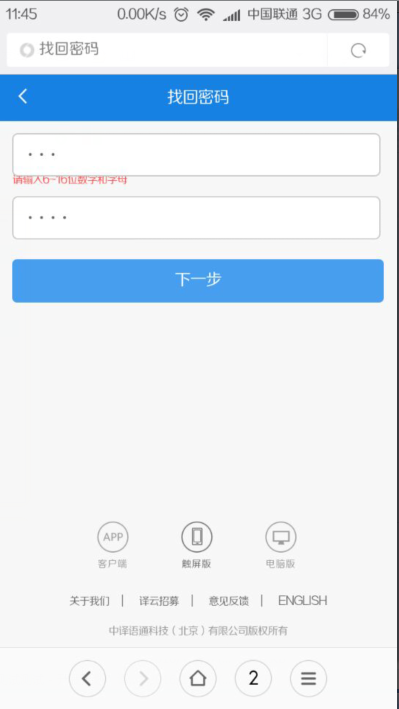 11:45 0.00K/s 中国联通 3G 84%
找回密码
找回密码
• • •
请输入6-16位数字和字母
• • • •
下一步
APP
客户端 触屏版 电脑版
关于我们 | 译云招募 | 意见反馈 | ENGLISH
中译语通科技（北京）有限公司版权所有
2